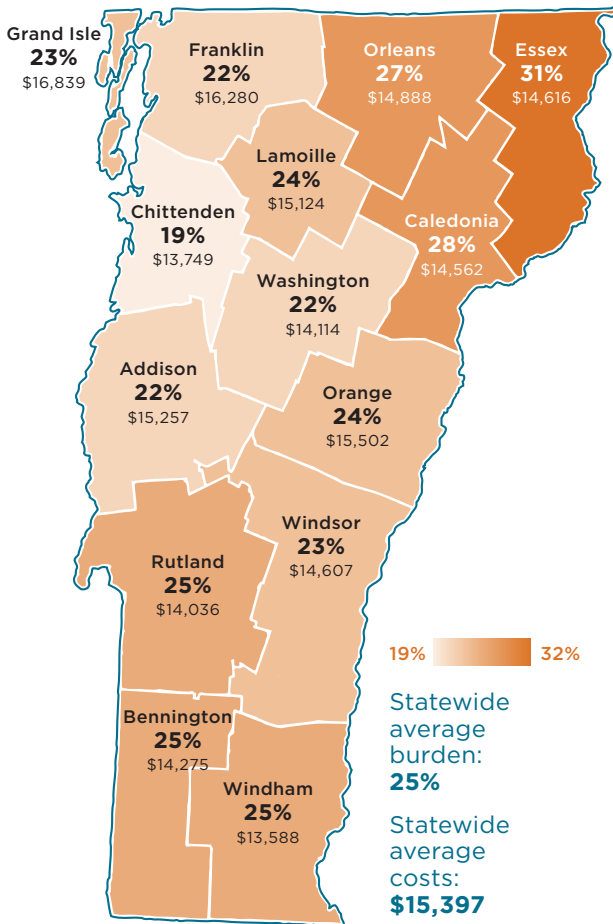 Grand Isle
23%
$16,839
Franklin
22%
$16,280
Orleans
27%
$14,888
Essex
31%
$14,616
Lamoille
24%
$15,124
Chittenden
19%
$13,749
Caledonia
28%
$14,562
Washington
22%
$14,114
Addison
22%
$15,257
Orange
24%
$15,502
Windsor
23%
$14,607
Rutland
25%
$14,036
19%
32%
Bennington
25%
$14,275
Windham
25%
$13,588
Statewide
average
burden:
25%
Statewide
average
costs:
$15,397